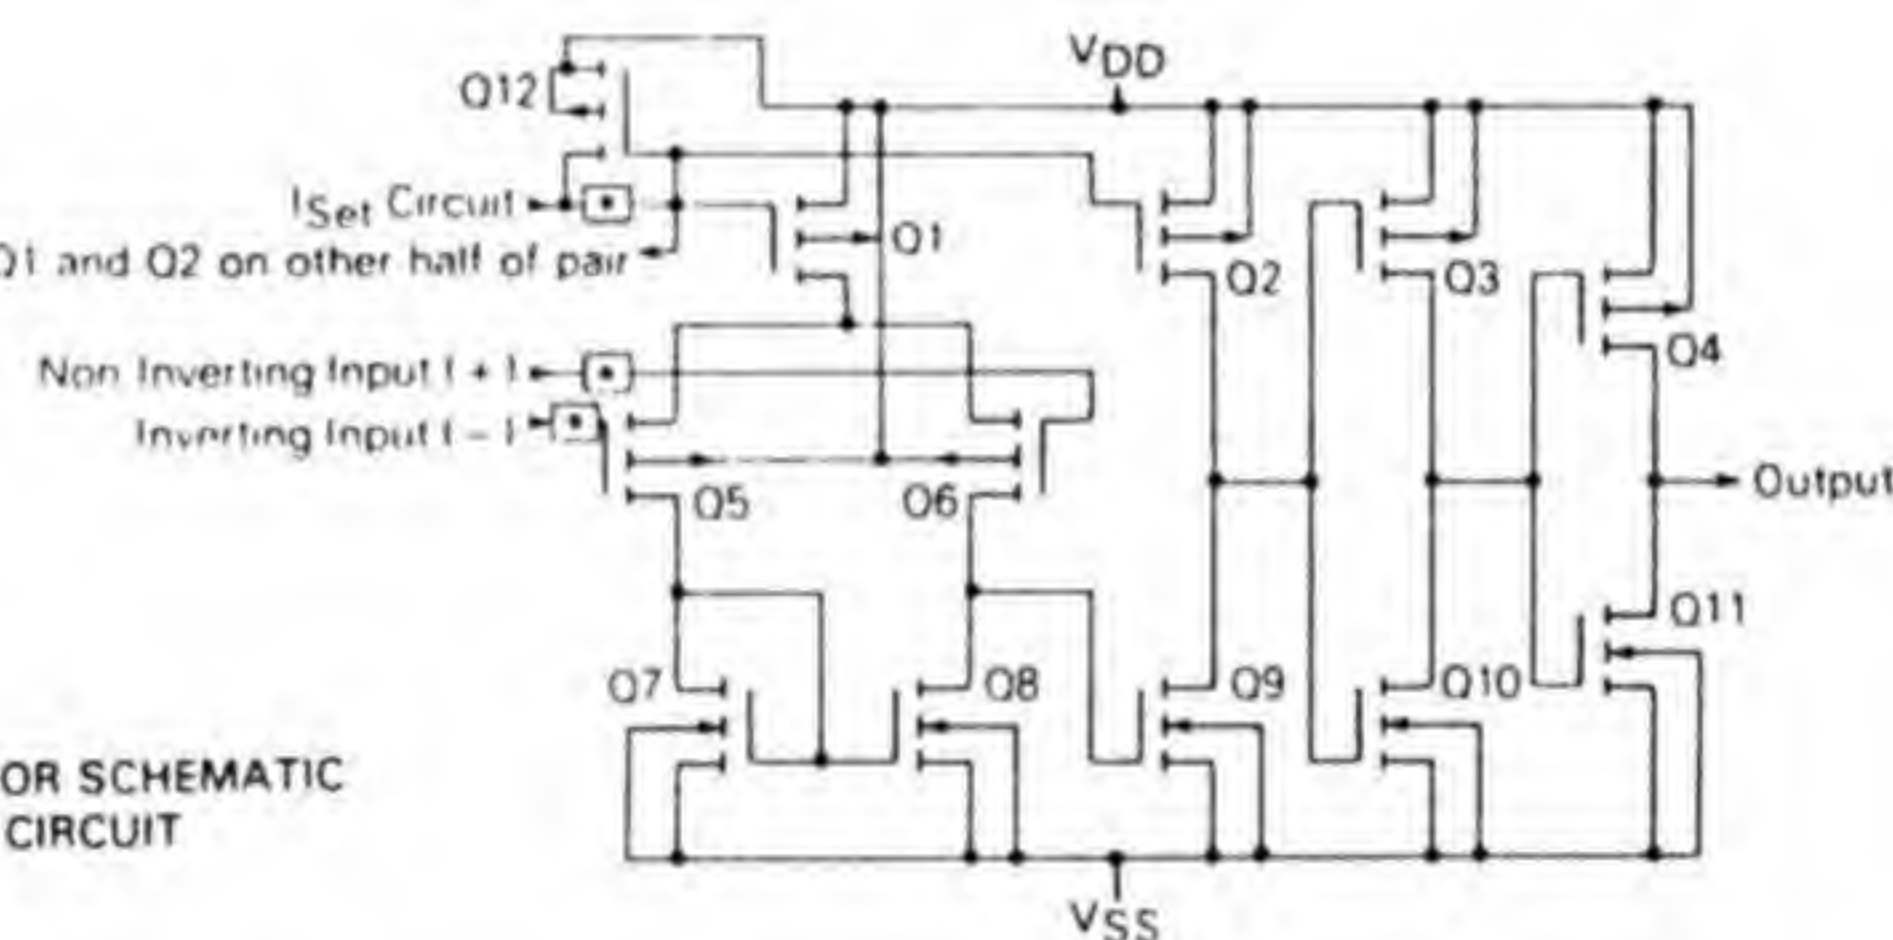 VDD
Q12
ISet Circuit
Q1
Q1 and Q2 on other half of pair
Q2
Q3
Q4
Non Inverting Input ( + )
Inverting Input ( – )
Q5
Q6
Output
Q11
Q7
Q8
Q9
Q10
OR SCHEMATIC
CIRCUIT
VSS